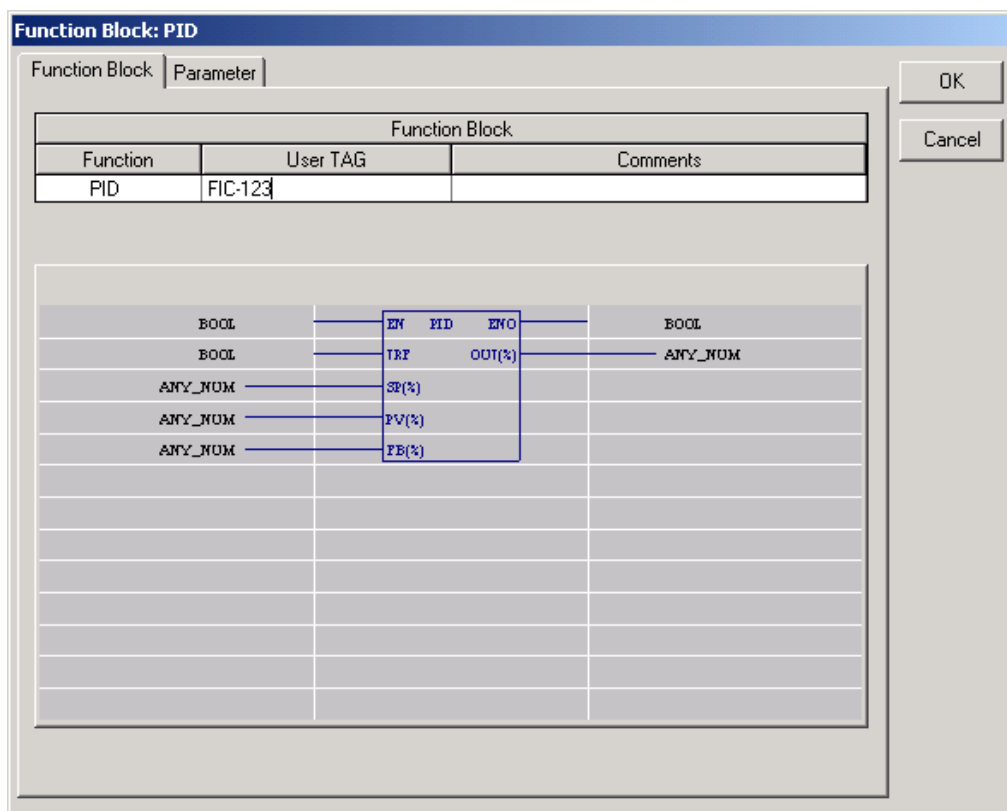 Function Block: PID
Function Block Parameter
OK
Cancel
Function Block
Function User TAG Comments
PID FIC-123
BOOL EN PID ENO BOOL
BOOL TRF OUT(%) ANY_NUM
ANY_NUM SP(%)
ANY_NUM PV(%)
ANY_NUM FB(%)